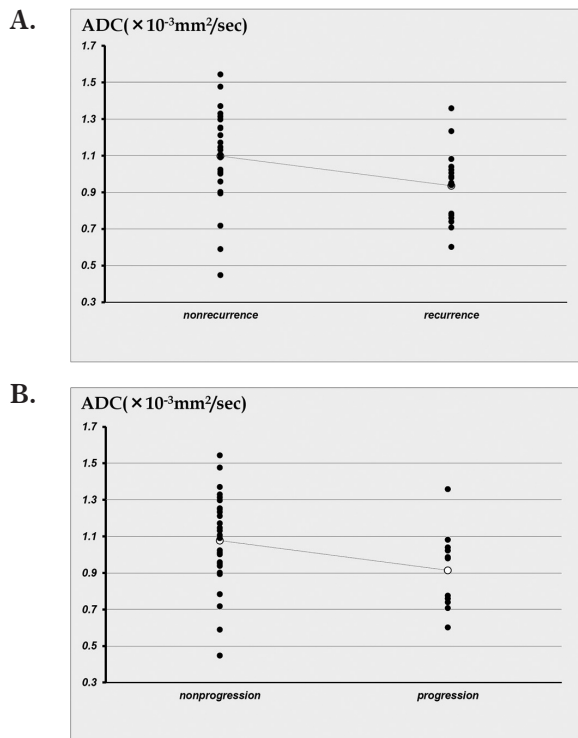 A.
ADC(×10-3mm2/sec)
1.7
1.5
1.3
1.1
0.9
0.7
0.5
0.3
nonrecurrence recurrence
B.
ADC(×10-3mm2/sec)
1.7
1.5
1.3
1.1
0.9
0.7
0.5
0.3
nonprogression progression